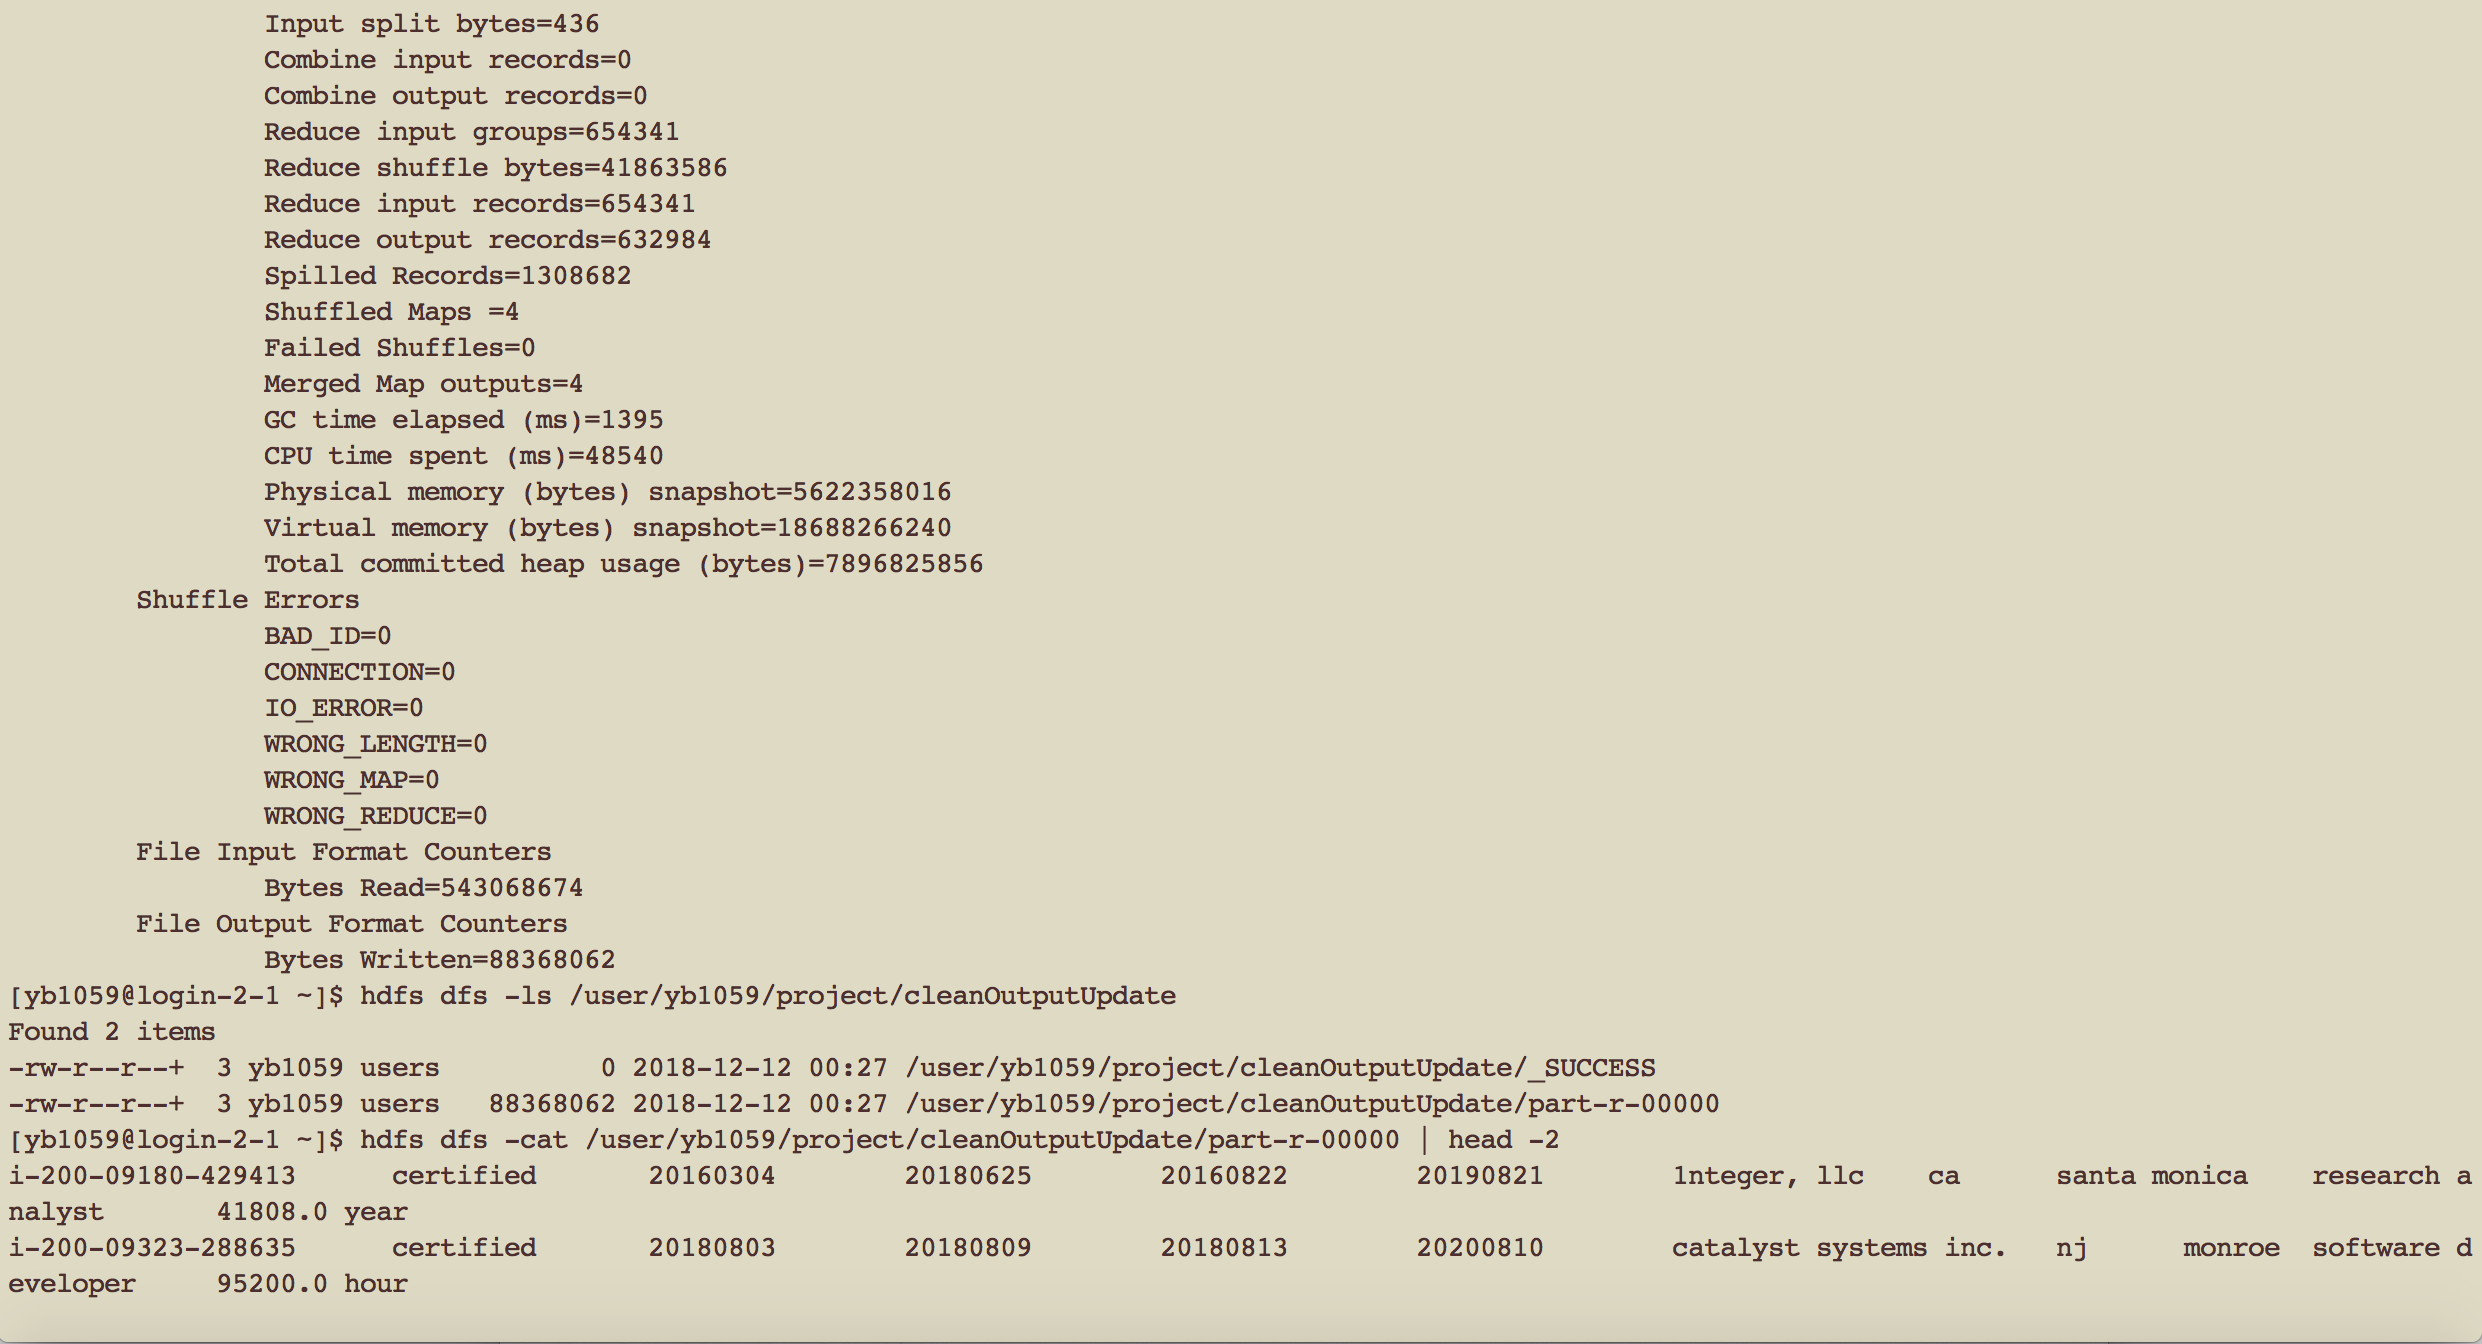 Input split bytes=436
Combine input records=0
Combine output records=0
Reduce input groups=654341
Reduce shuffle bytes=41863586
Reduce input records=654341
Reduce output records=632984
Spilled Records=1308682
Shuffled Maps =4
Failed Shuffles=0
Merged Map outputs=4
GC time elapsed (ms)=1395
CPU time spent (ms)=48540
Physical memory (bytes) snapshot=5622358016
Virtual memory (bytes) snapshot=18688266240
Total committed heap usage (bytes)=7896825856
Shuffle Errors
BAD_ID=0
CONNECTION=0
IO_ERROR=0
WRONG_LENGTH=0
WRONG_MAP=0
WRONG_REDUCE=0
File Input Format Counters
Bytes Read=543068674
File Output Format Counters
Bytes Written=88368062
[yb1059@login-2-1 ~]$ hdfs dfs -ls /user/yb1059/project/cleanOutputUpdate
Found 2 items
-rw-r--r--+  3 yb1059 users          0 2018-12-12 00:27 /user/yb1059/project/cleanOutputUpdate/_SUCCESS
-rw-r--r--+  3 yb1059 users   88368062 2018-12-12 00:27 /user/yb1059/project/cleanOutputUpdate/part-r-00000
[yb1059@login-2-1 ~]$ hdfs dfs -cat /user/yb1059/project/cleanOutputUpdate/part-r-00000 | head -2
i-200-09180-429413      certified       20160304        20180625        20160822        20190821        1nteger, llc    ca      santa monica    research a
nalyst       41808.0 year
i-200-09323-288635      certified       20180803        20180809        20180813        20200810        catalyst systems inc.   nj      monroe  software d
eveloper     95200.0 hour